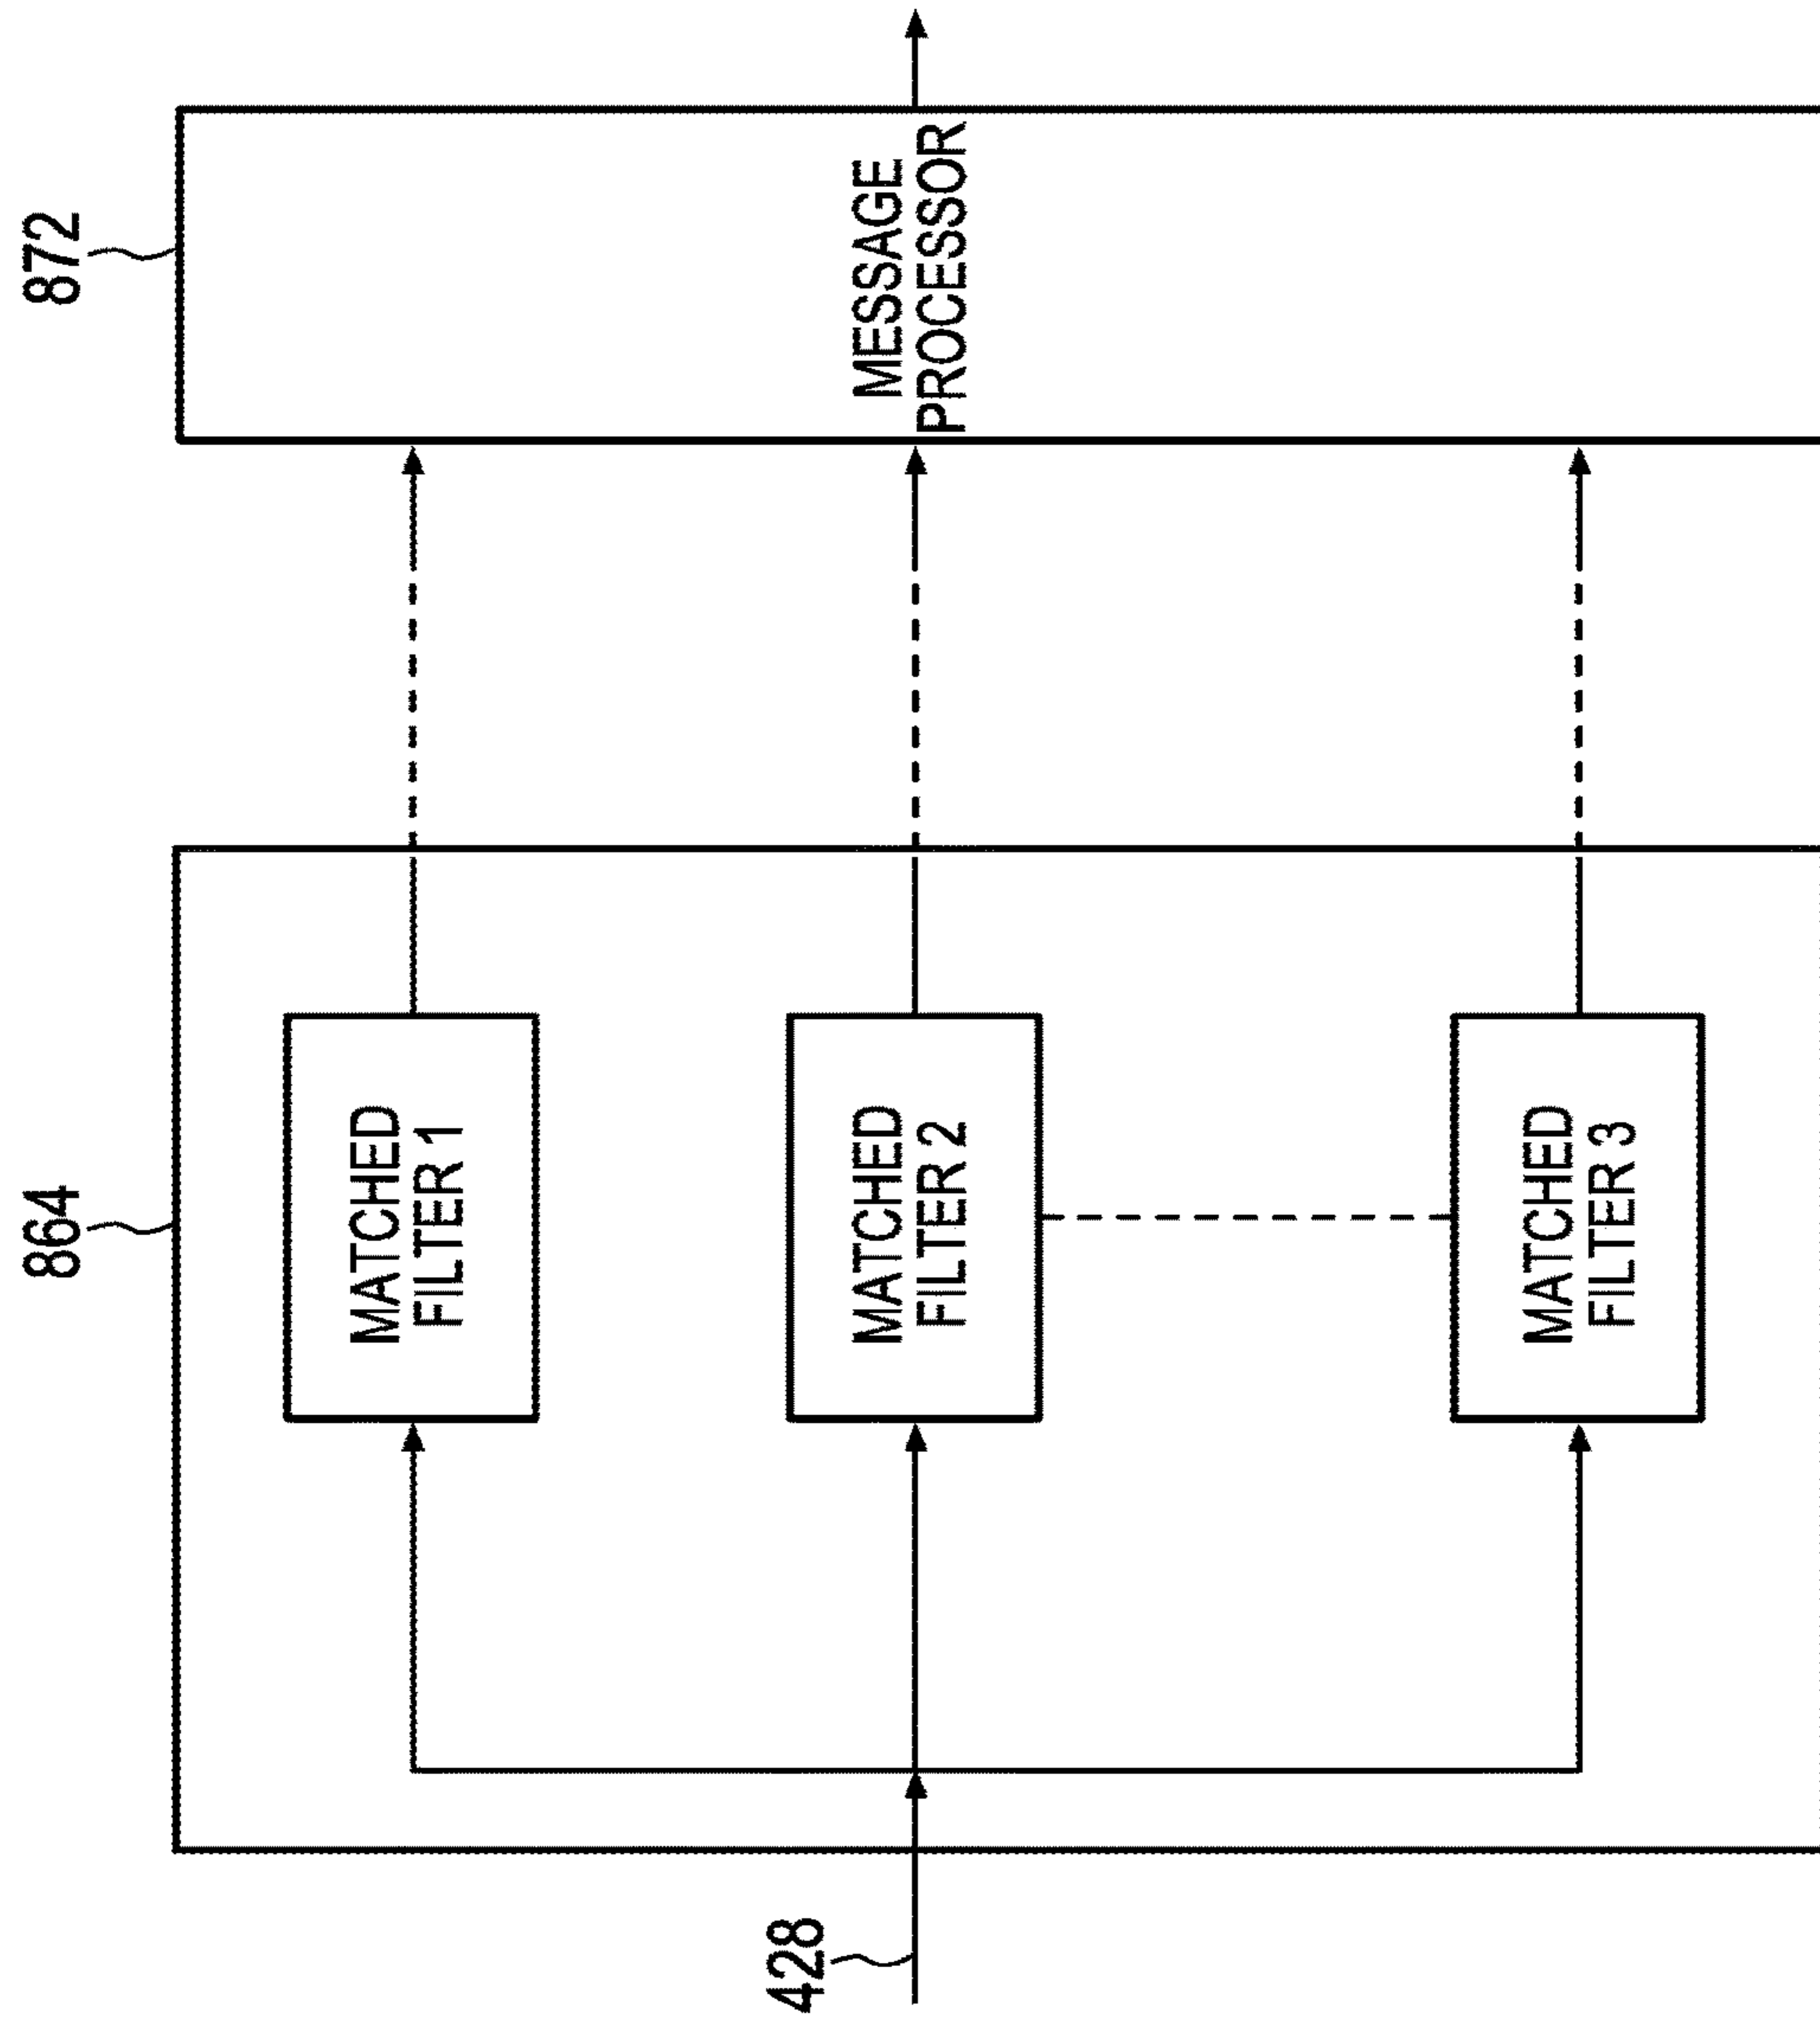 864
872
428
MATCHED
FILTER 1
MATCHED
FILTER 2
MATCHED
FILTER 3
MESSAGE
PROCESSOR